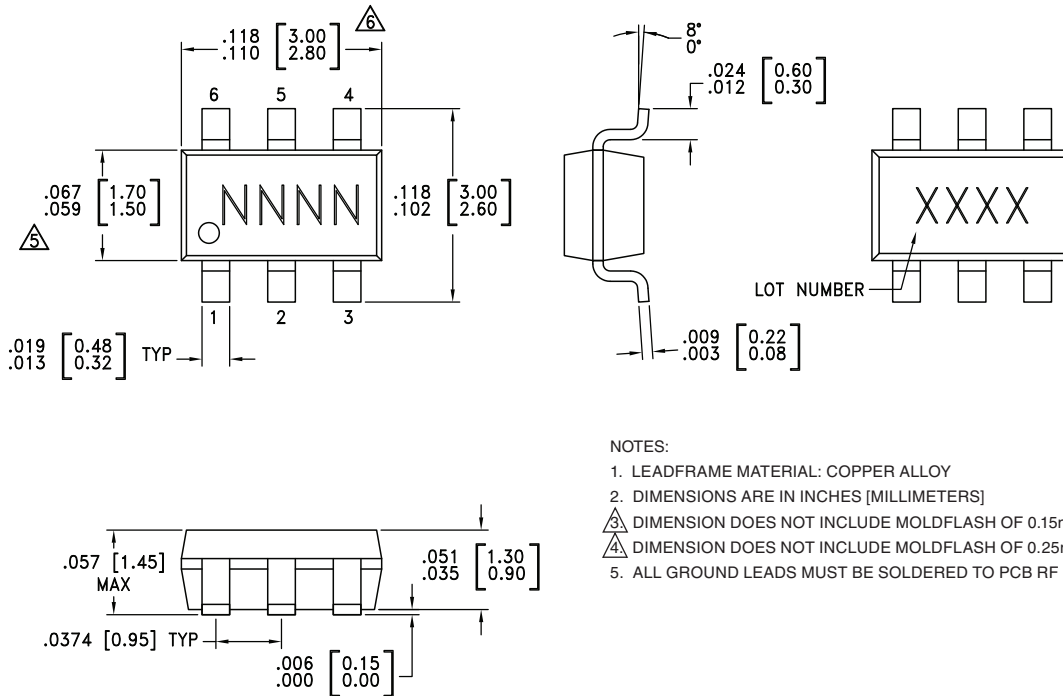 .118 [3.00]
.110 [2.80]
6
6 5 4
.067 [1.70]
.059 [1.50]
5
NNNN
.118 [3.00]
.102 [2.60]
1 2 3
.019 [0.48]
.013 [0.32]
TYP
8°
0°
.024 [0.60]
.012 [0.30]
.009 [0.22]
.003 [0.08]
XXXX
LOT NUMBER
.057 [1.45]
MAX
.051 [1.30]
.035 [0.90]
.0374 [0.95] TYP
.006 [0.15]
.000 [0.00]
NOTES:
1. LEADFRAME MATERIAL: COPPER ALLOY
2. DIMENSIONS ARE IN INCHES [MILLIMETERS]
3. DIMENSION DOES NOT INCLUDE MOLDFLASH OF
4. DIMENSION DOES NOT INCLUDE MOLDFLASH OF
5. ALL GROUND LEADS MUST BE SOLDERED TO PCB RF